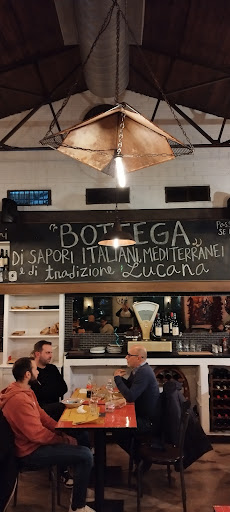 "BOTTEGA"
DI SAPORI ITALIANI, MEDITERRANEI
e di tradizione Lucana